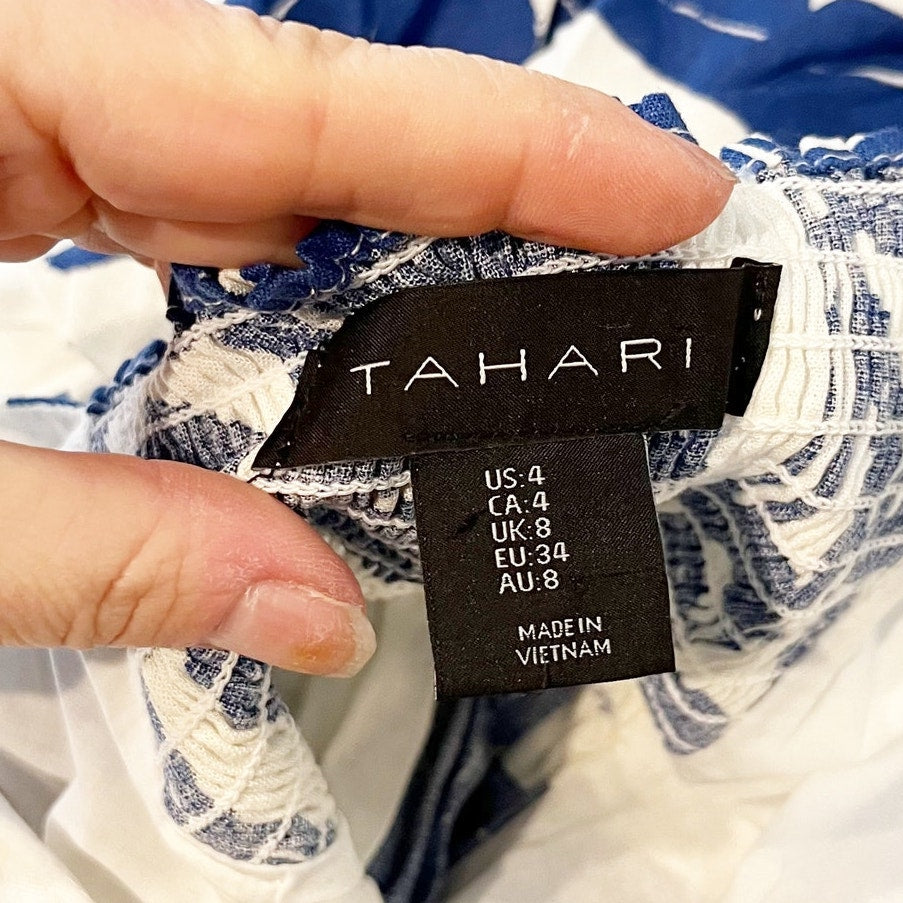 TAHARI
US:4
CA:4
UK:8
EU:34
AU:8
MADE IN
VIETNAM